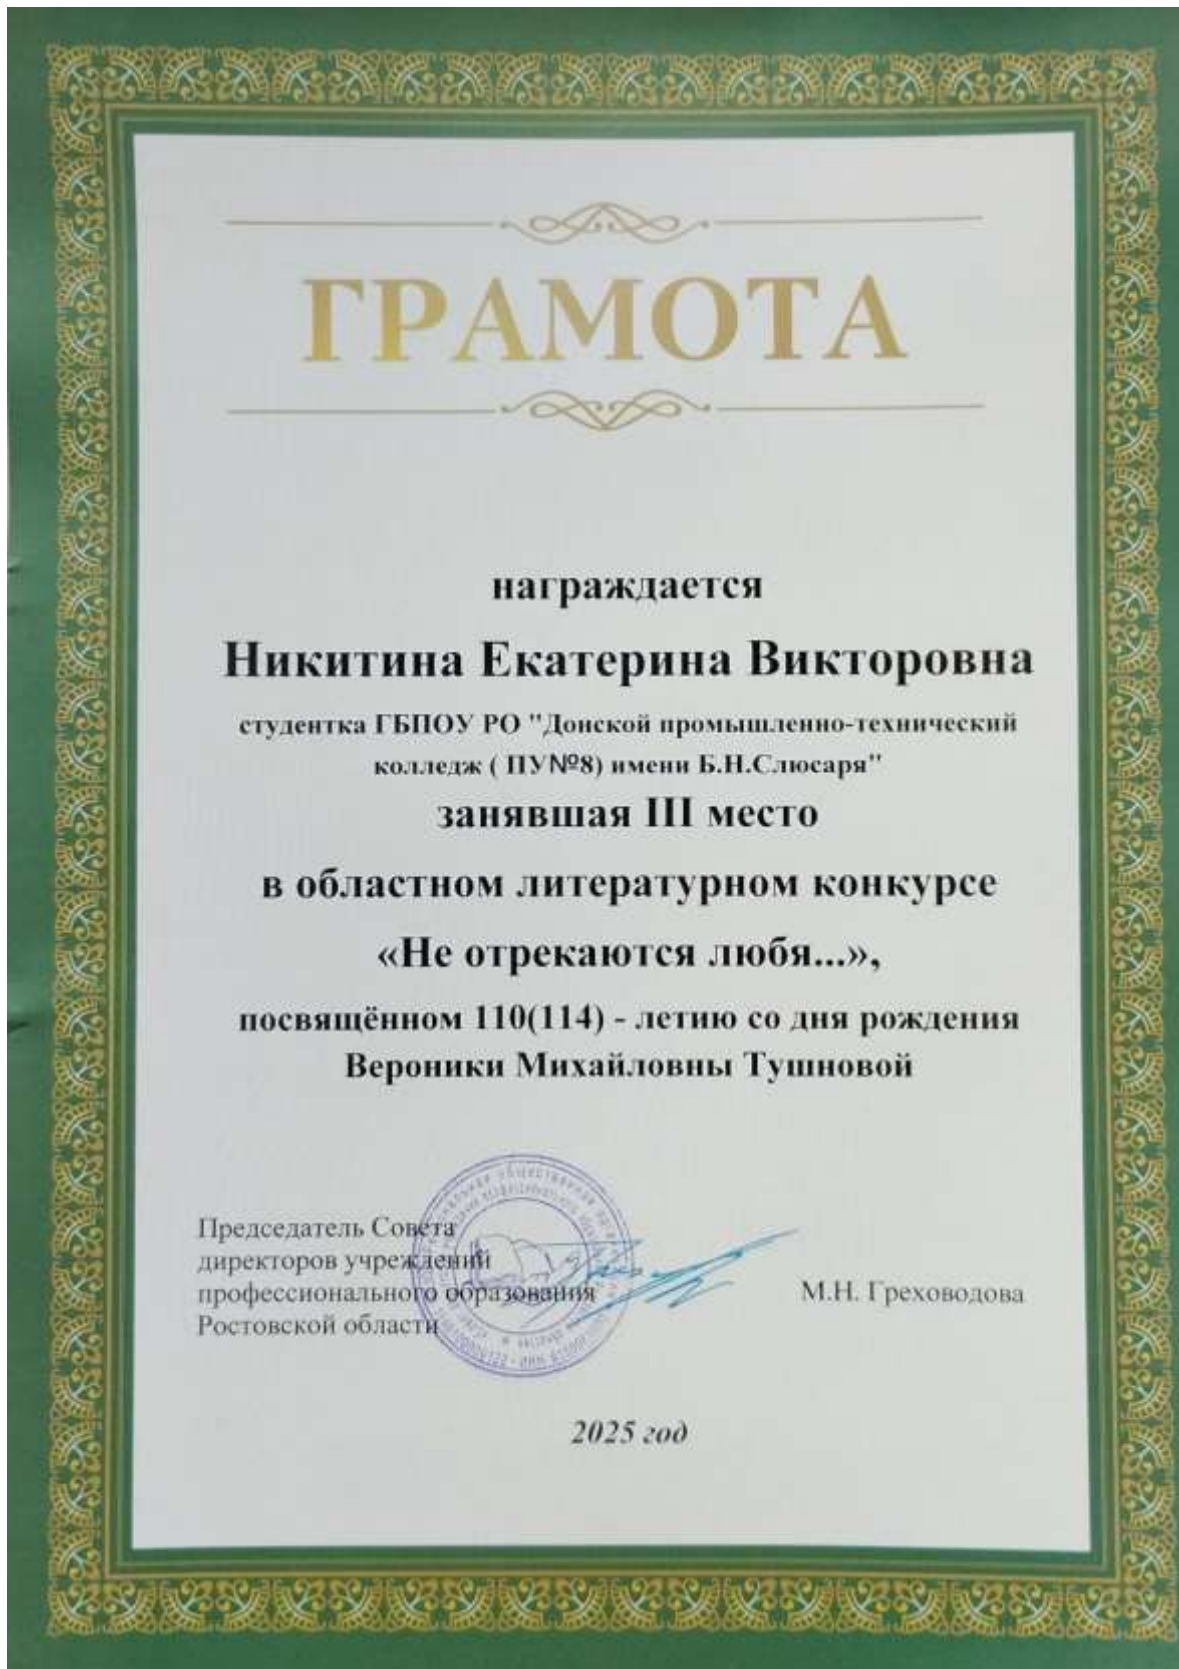 ГРАМОТА
награждается
Никитина Екатерина Викторовна
студентка ГБПОУ РО "Донской промышленно-технический
колледж ( ПУ№8) имени Б.Н.Слюсаря"
занявшая III место
в областном литературном конкурсе
«Не отрекаются любя...»,
посвящённом 110(114) - летию со дня рождения
Вероники Михайловны Тушновой
Председатель Совета
директоров учреждений
профессионального образования
Ростовской области
М.Н. Греховодова
2025 год